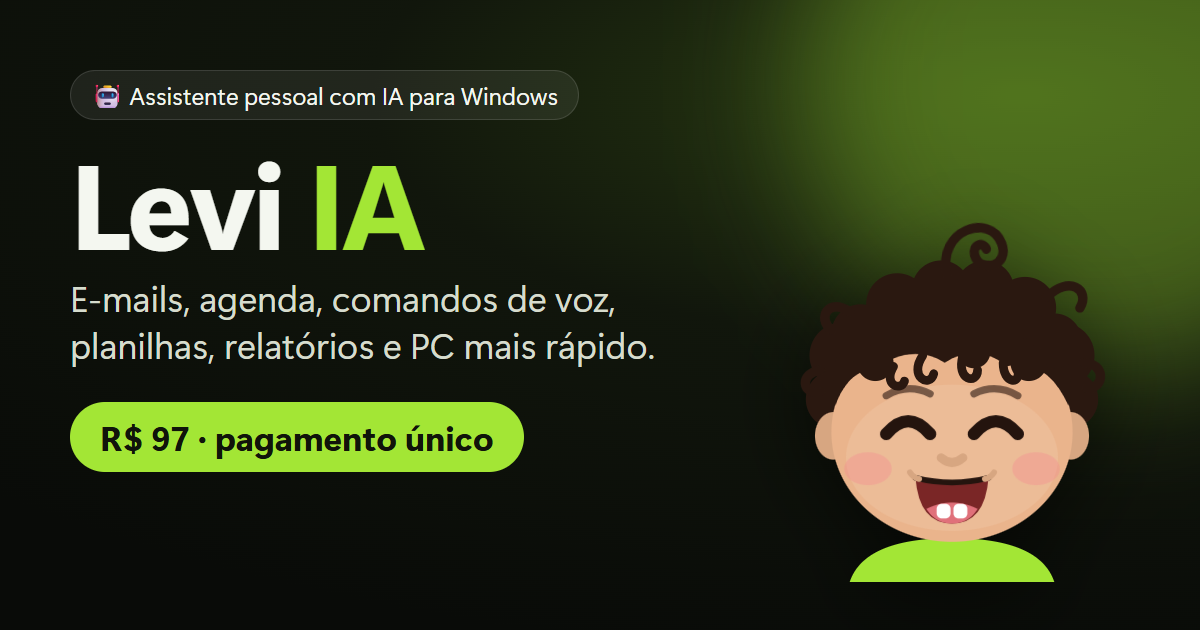 Assistente pessoal com IA para Windows
Levi IA
E-mails, agenda, comandos de voz,
planilhas, relatórios e PC mais rápido.
R$ 97 · pagamento único